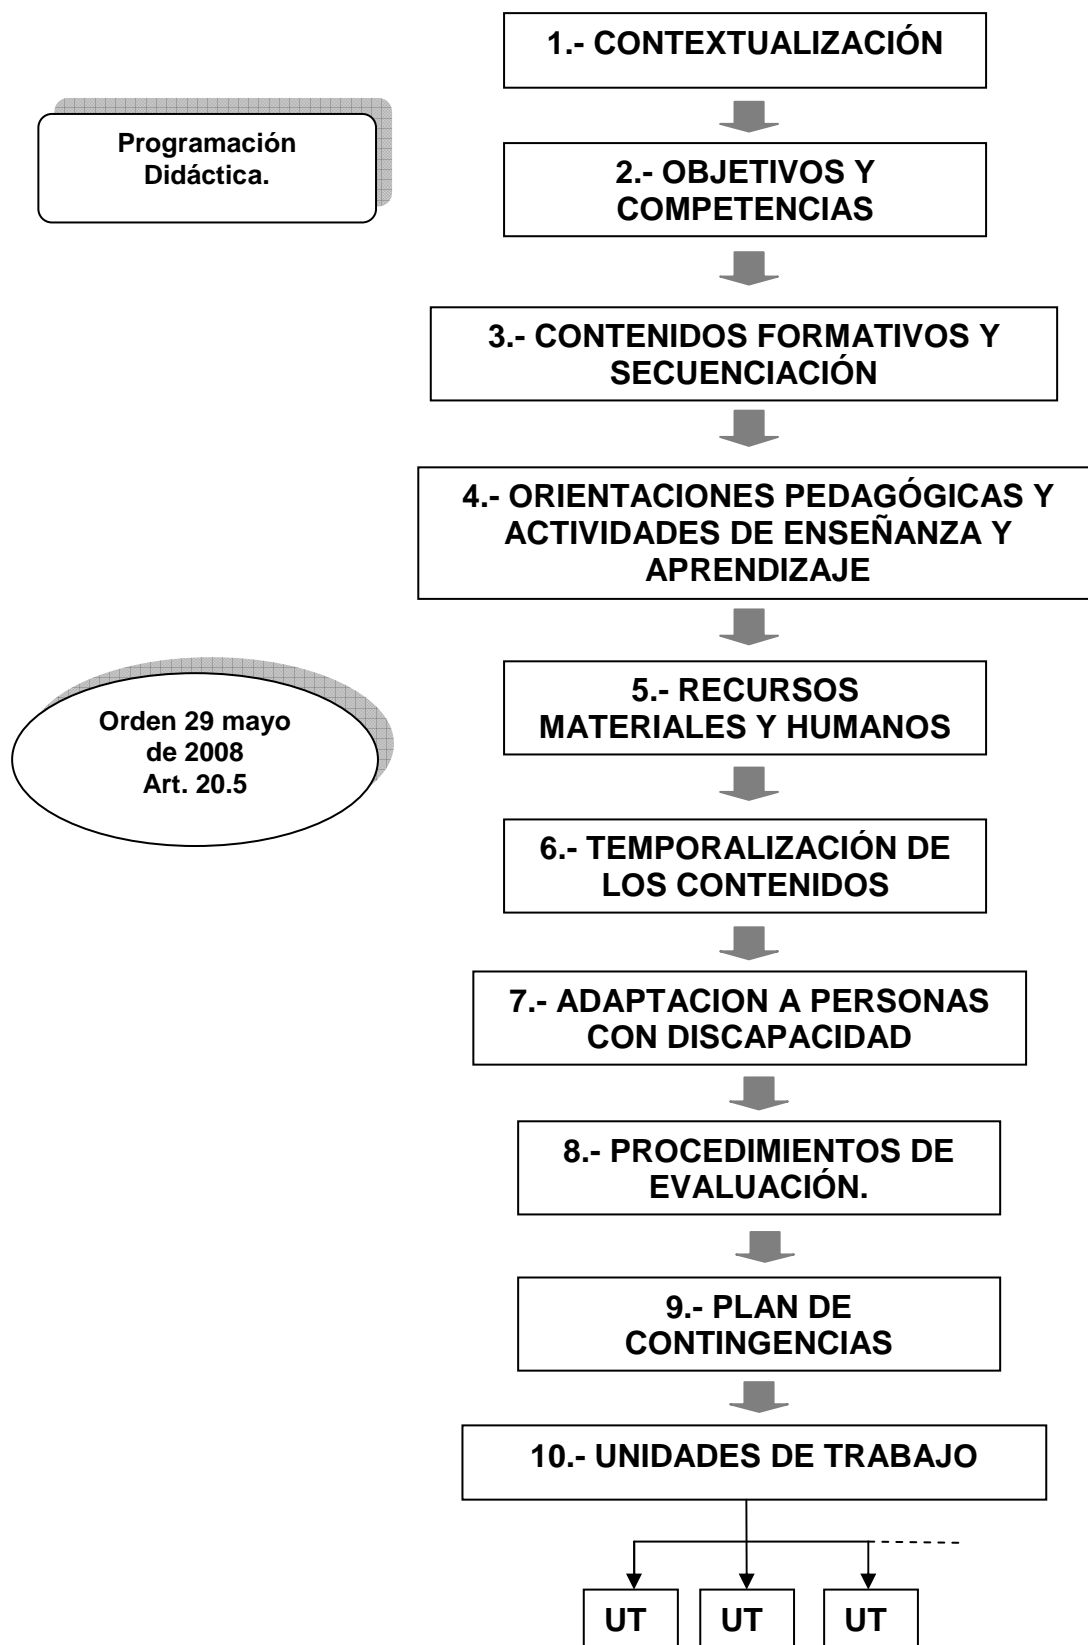 1.- CONTEXTUALIZACIÓN
Programación
Didáctica.
2.- OBJETIVOS Y
COMPETENCIAS
3.- CONTENIDOS FORMATIVOS Y
SECUENCIACIÓN
4.- ORIENTACIONES PEDAGÓGICAS Y
ACTIVIDADES DE ENSEÑANZA Y
APRENDIZAJE
5.- RECURSOS
MATERIALES Y HUMANOS
Orden 29 mayo
de 2008
Art. 20.5
6.- TEMPORALIZACIÓN DE
LOS CONTENIDOS
7.- ADAPTACION A PERSONAS
CON DISCAPACIDAD
8.- PROCEDIMIENTOS DE
EVALUACIÓN.
9.- PLAN DE
CONTINGENCIAS
10.- UNIDADES DE TRABAJO
UT
UT
UT